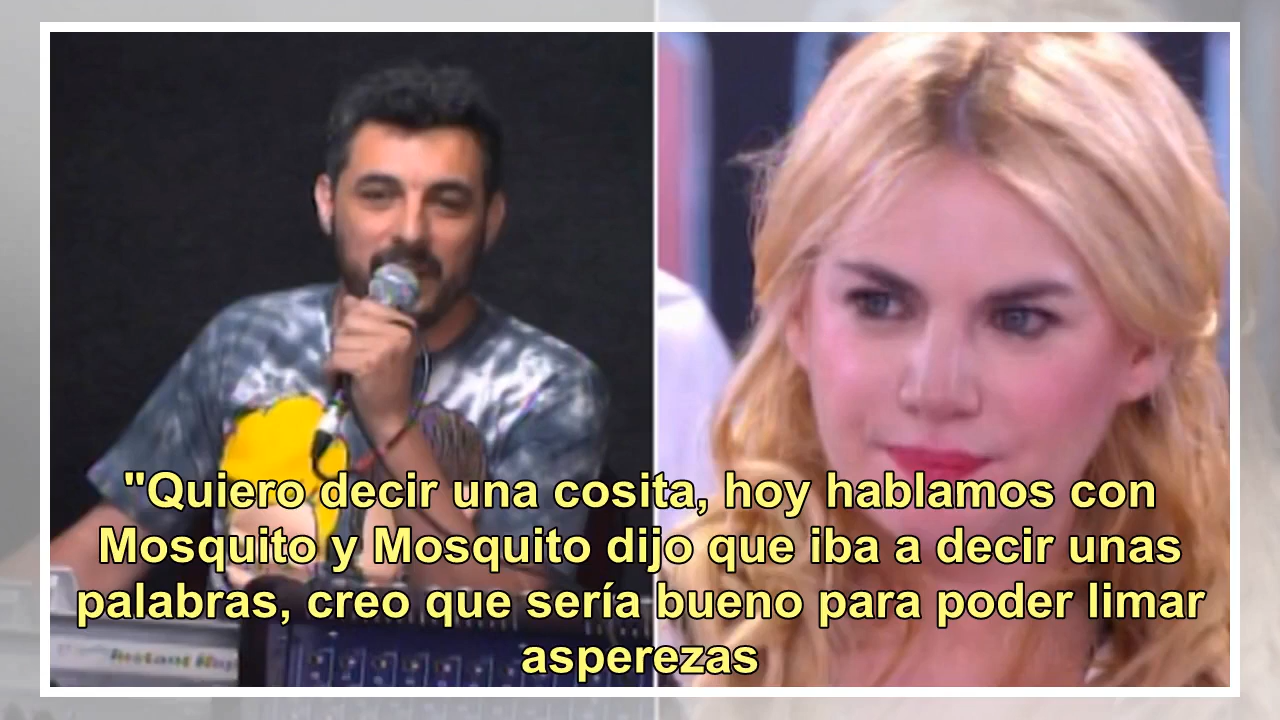 "Quiero decir una cosita, hoy hablamos con
Mosquito y Mosquito dijo que iba a decir unas
palabras, creo que sería bueno para poder limar
asperezas
Instant